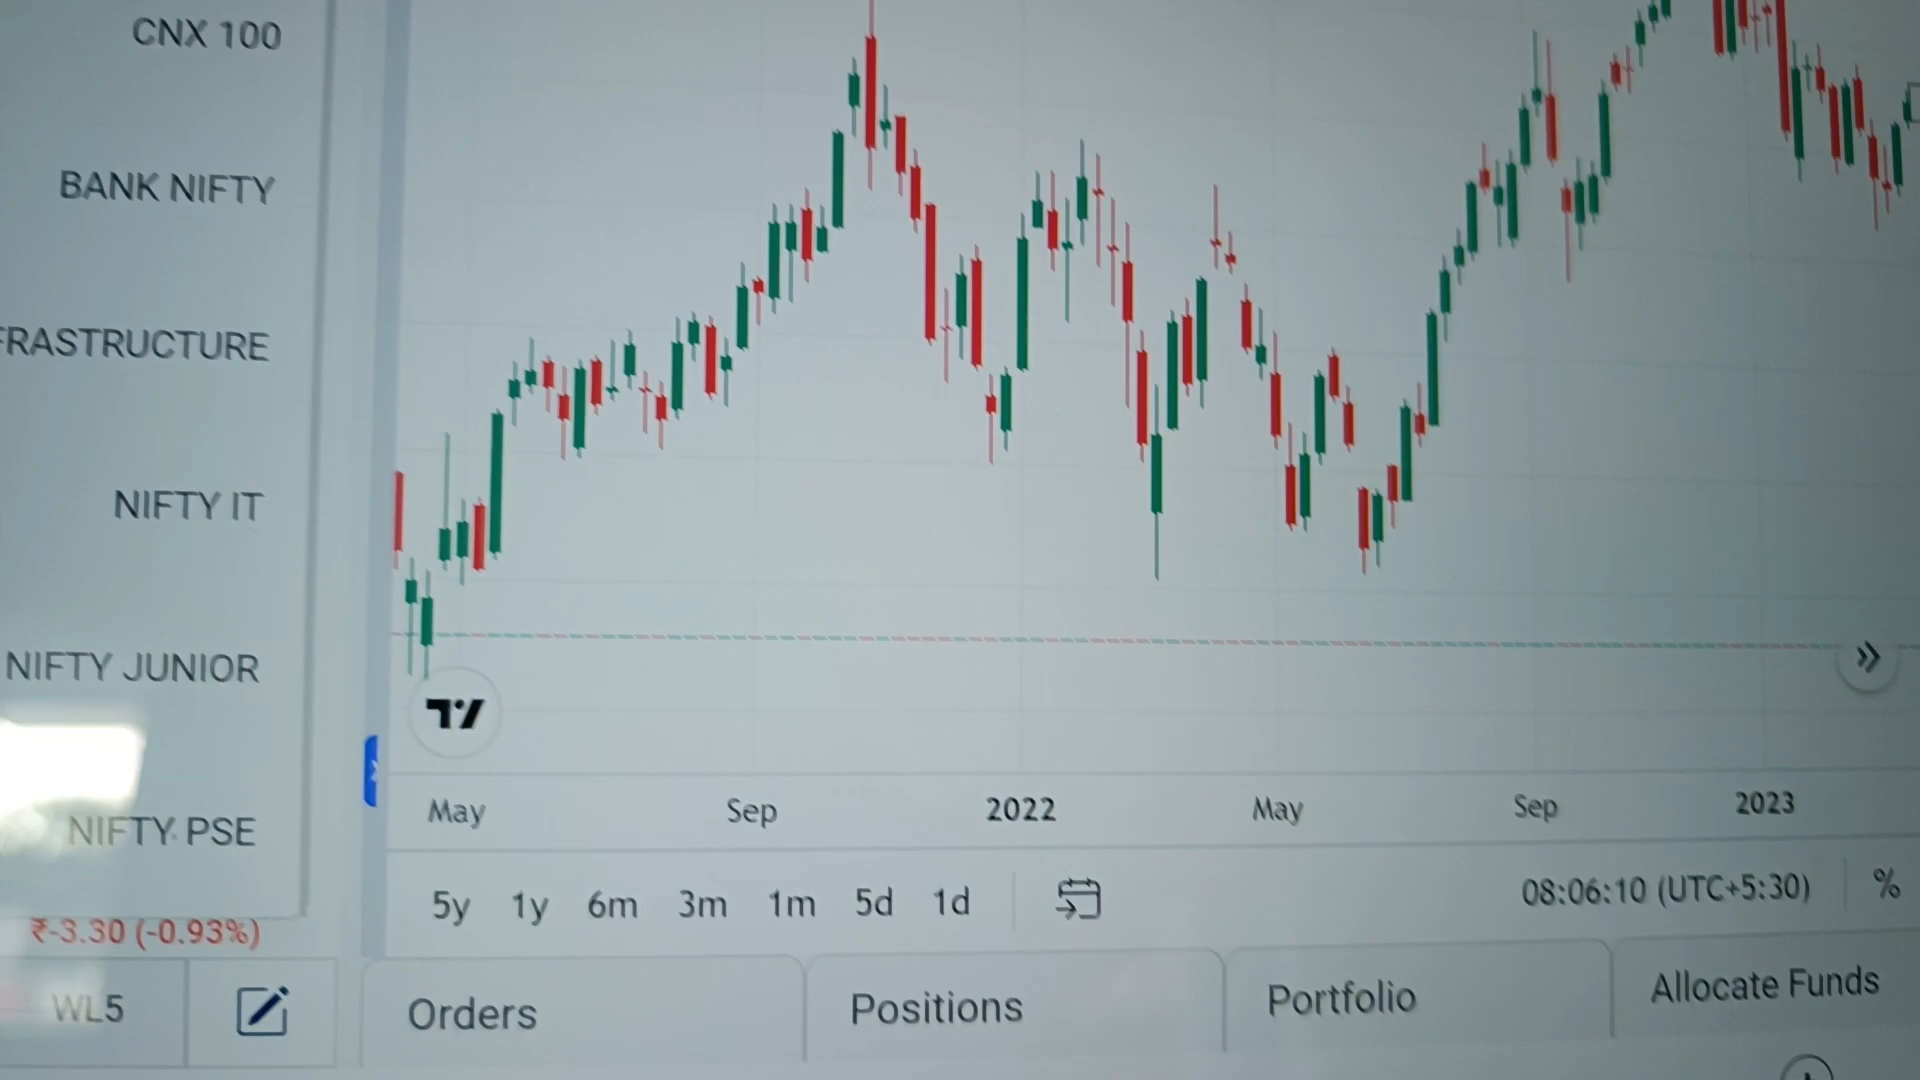 CNX 100
BANK NIFTY
FRASTRUCTURE
NIFTY IT
NIFTY JUNIOR
NIFTY PSE
₹-3.30 (-0.93%)
WL5
May Sep 2022 May Sep 2023
5y 1y 6m 3m 1m 5d 1d
08:06:10 (UTC+5:30) %
Orders Positions Portfolio Allocate Funds